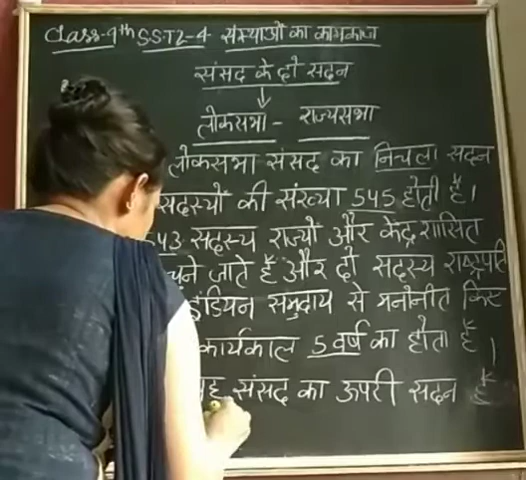 Class-9th SST L-4 संस्थाओं का कामकाज
संसद के दो सदन
लोकसभा - राज्यसभा
लोकसभा संसद का निचला सदन
सदस्यों की संख्या 545 होती है।
543 सदस्य राज्यों और केंद्र शासित
चुने जाते हैं और दो सदस्य राष्ट्रपति
इंडियन समुदाय से मनोनीत किए
कार्यकाल 5 वर्ष का होता है।
यह संसद का ऊपरी सदन है